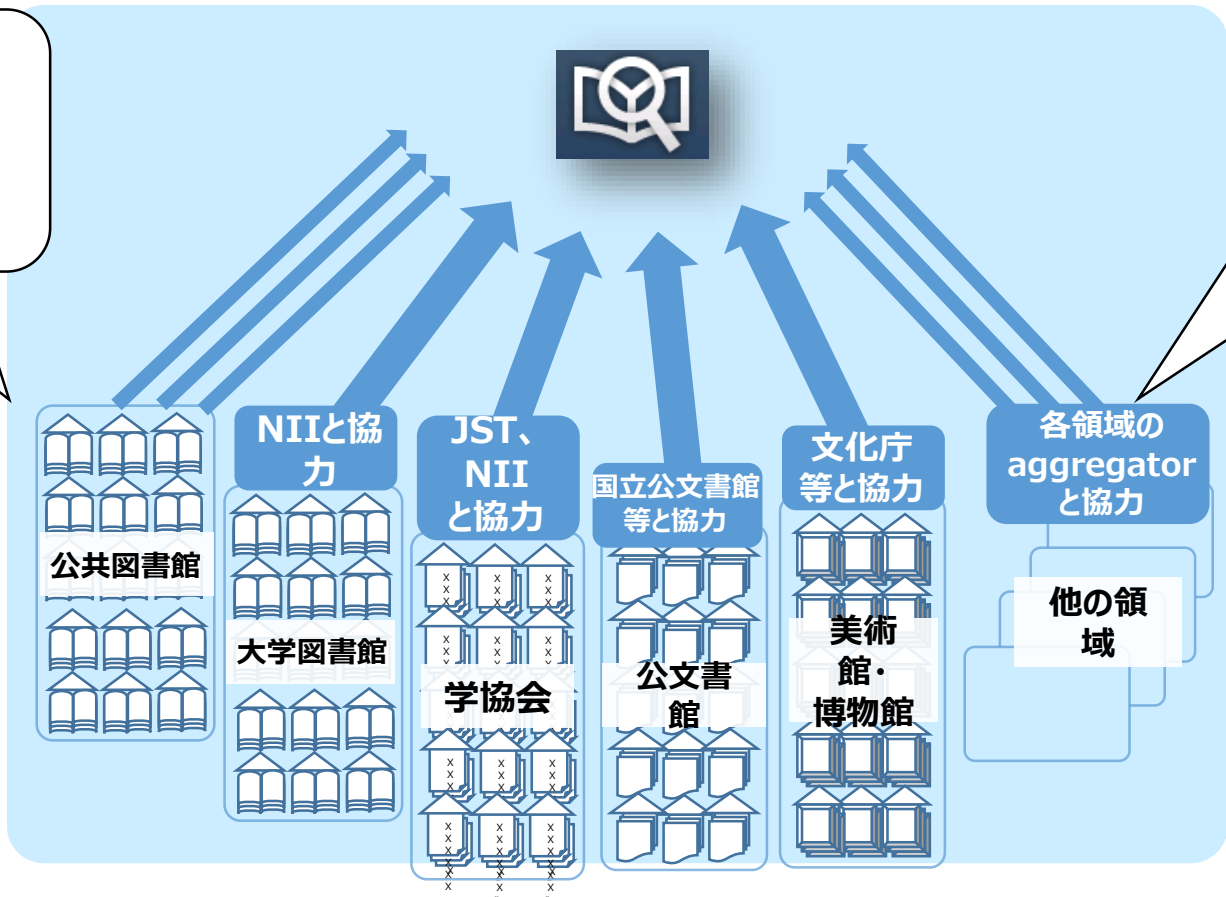 NIIと協
力
JST、
NII
と協力
国立公文書館
等と協力
文化庁
等と協力
各領域の
aggregator
と協力
公共図書館
大学図書館
学協会
公文書
館
美術
館・
博物館
他の領
域